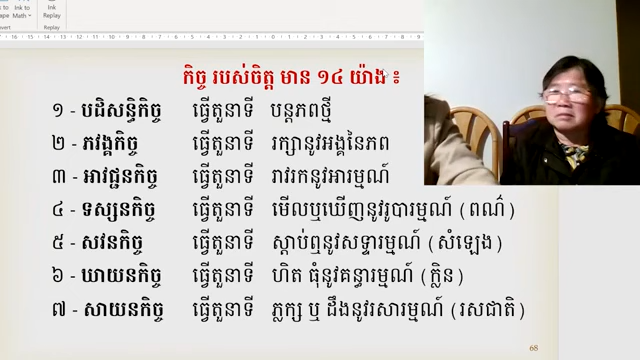 Ink to Math
Ink Replay
Replay
កិច្ច របស់ចិត្ត មាន ១៤ យ៉ាង ៖
១ - បដិសន្ធិកិច្ច ធ្វើតួនាទី បន្តភពថ្មី
២ - ភវង្គកិច្ច ធ្វើតួនាទី រក្សានូវអង្គនៃភព
៣ - អាវជ្ជនកិច្ច ធ្វើតួនាទី រាវរកនូវអារម្មណ៍
៤ - ទស្សនកិច្ច ធ្វើតួនាទី មើលឬឃើញនូវរូបារម្មណ៍ ( ពណ៌ )
៥ - សវនកិច្ច ធ្វើតួនាទី ស្តាប់ឮនូវសទ្ទារម្មណ៍ ( សំឡេង )
៦ - ឃាយនកិច្ច ធ្វើតួនាទី ហិត ធុំនូវគន្ធារម្មណ៍ ( ក្លិន )
៧ - សាយនកិច្ច ធ្វើតួនាទី ភ្លក្ស ឬ ដឹងនូវរសារម្មណ៍ ( រសជាតិ )
68